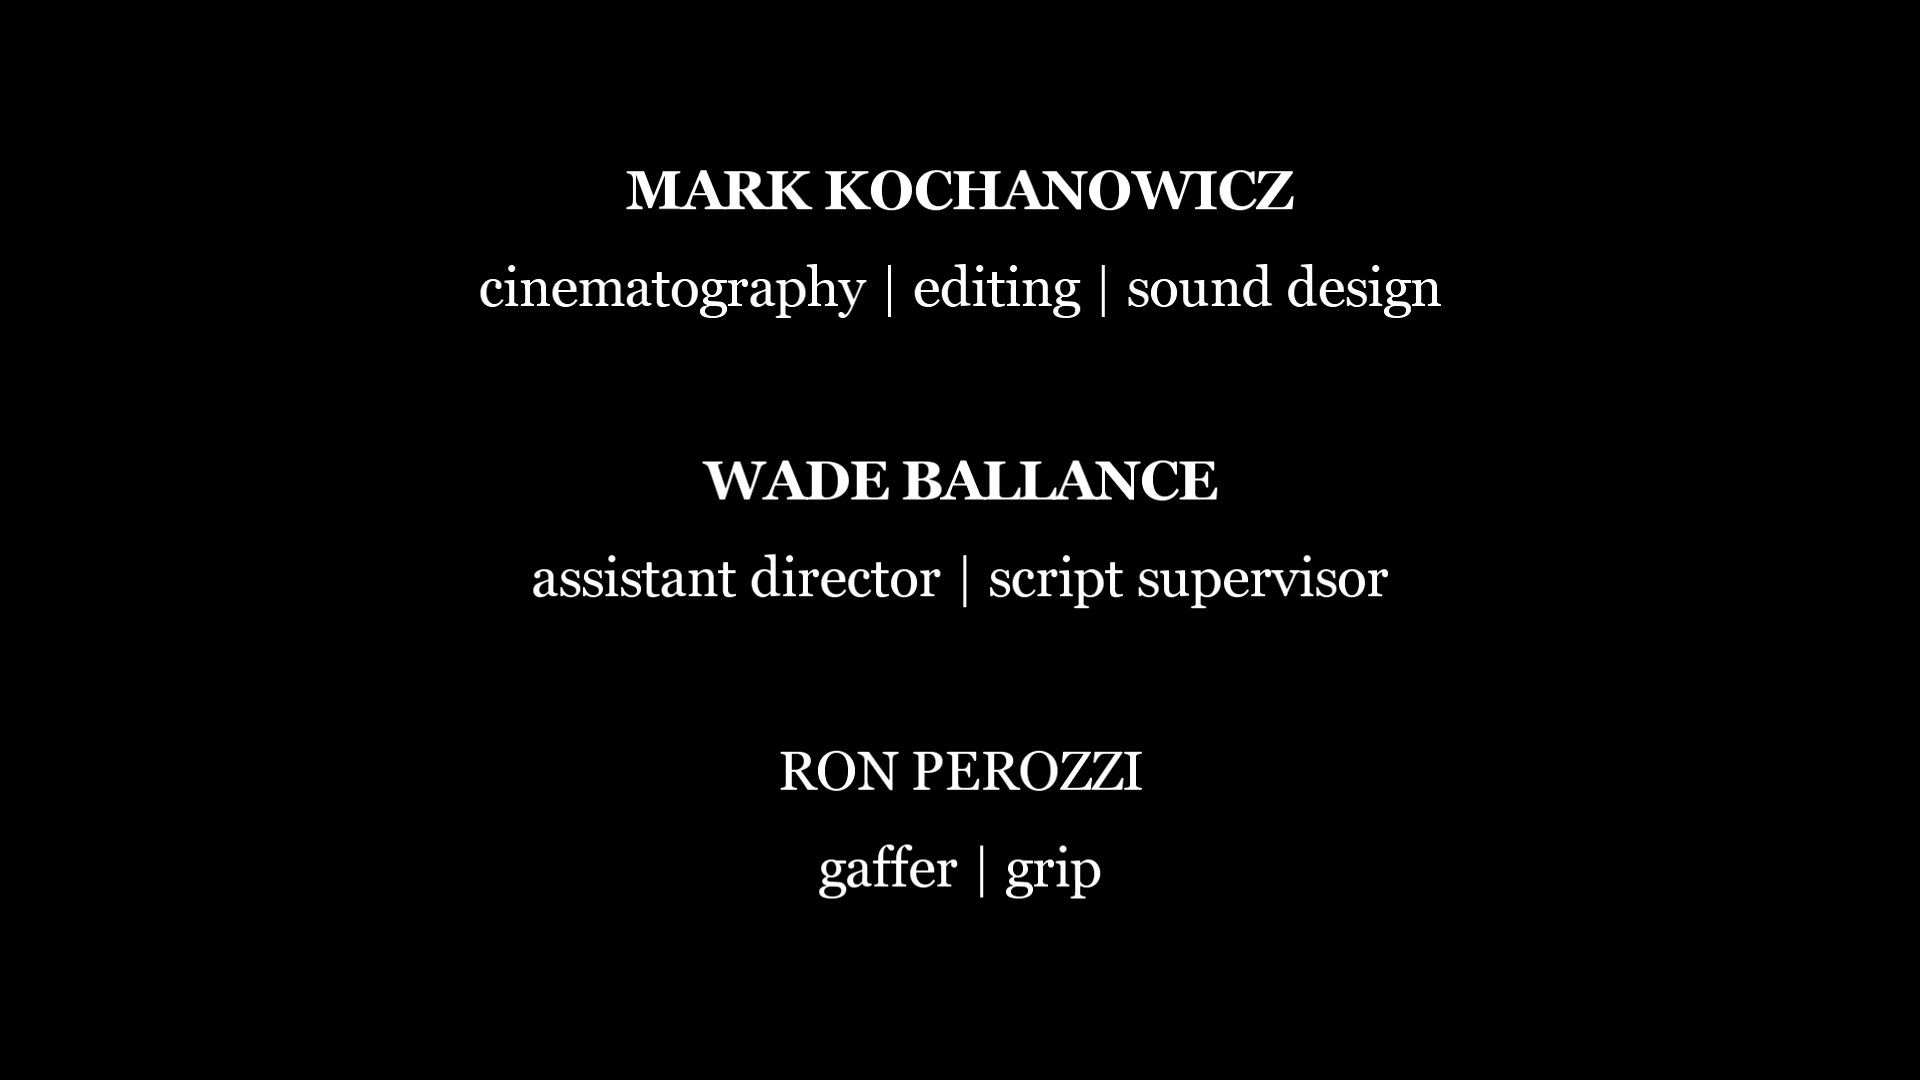 MARK KOCHANOWICZ
cinematography | editing | sound design
WADE BALLANCE
assistant director | script supervisor
RON PEROZZI
gaffer | grip